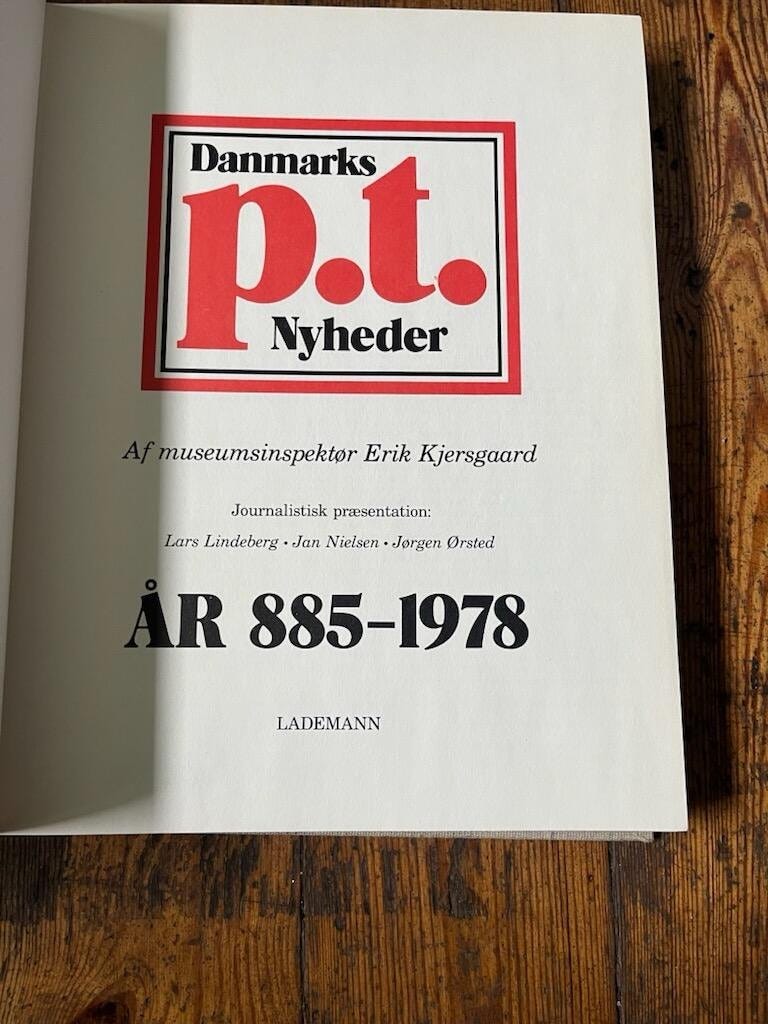 Danmarks
p.t.
Nyheder
Af museumsinspektør Erik Kjersgaard
Journalistisk præsentation:
Lars Lindeberg • Jan Nielsen • Jørgen Ørsted
ÅR 885–1978
LADEMANN